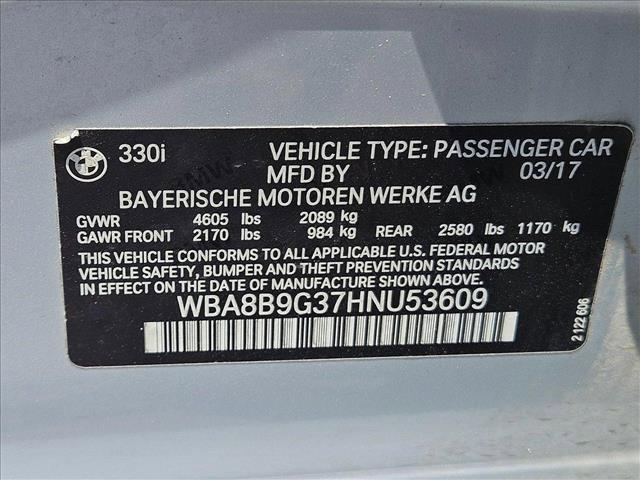 330i VEHICLE TYPE: PASSENGER CAR
MFD BY 03/17
BAYERISCHE MOTOREN WERKE AG
GVWR 4605 lbs 2089 kg
GAWR FRONT 2170 lbs 984 kg REAR 2580 lbs 1170 kg
THIS VEHICLE CONFORMS TO ALL APPLICABLE U.S. FEDERAL MOTOR
VEHICLE SAFETY, BUMPER AND THEFT PREVENTION STANDARDS
IN EFFECT ON THE DATE OF MANUFACTURE SHOWN ABOVE.
WBA8B9G37HNU53609
2 122 606